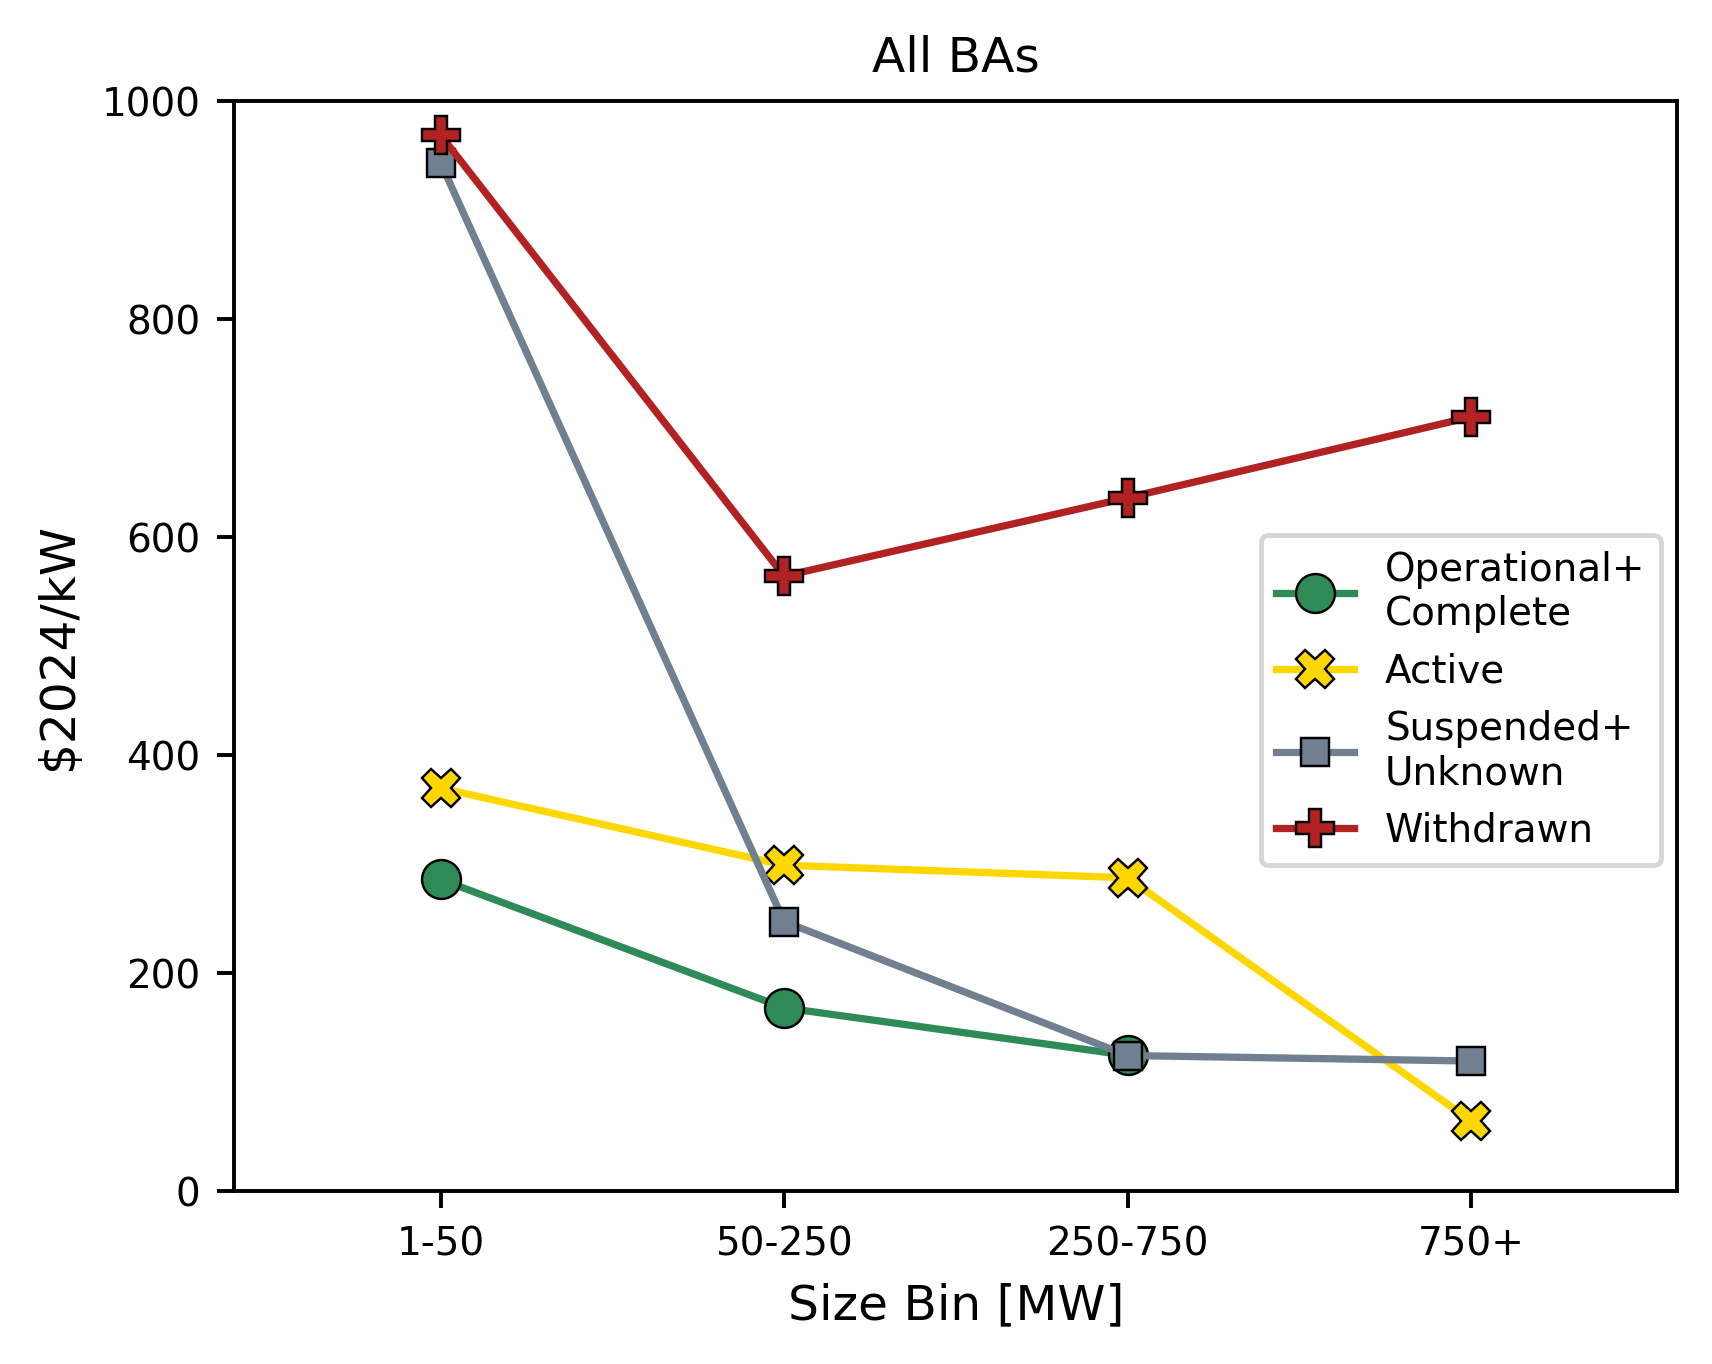 All BAs
1000
800
600
400
200
0
$2024/kW
Operational+
Complete
Active
Suspended+
Unknown
Withdrawn
1-50
50-250
250-750
750+
Size Bin [MW]